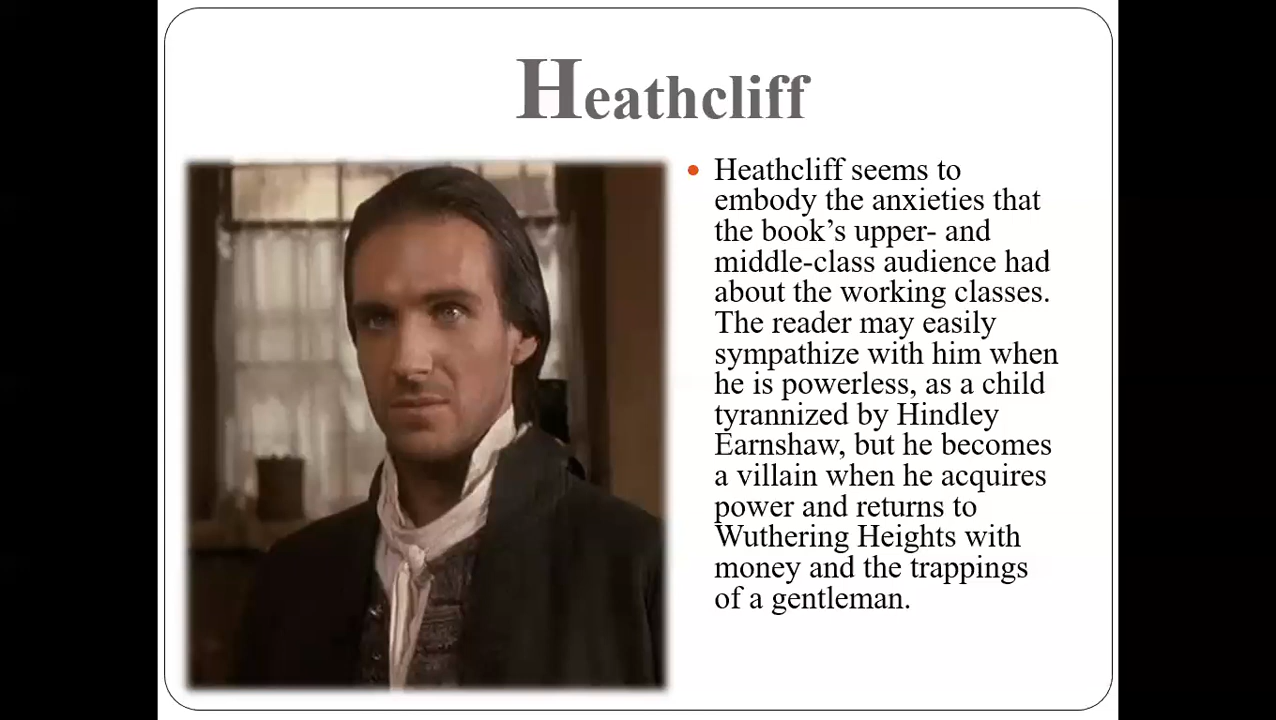 Heathcliff
• Heathcliff seems to
embody the anxieties that
the book’s upper- and
middle-class audience had
about the working classes.
The reader may easily
sympathize with him when
he is powerless, as a child
tyrannized by Hindley
Earnshaw, but he becomes
a villain when he acquires
power and returns to
Wuthering Heights with
money and the trappings
of a gentleman.